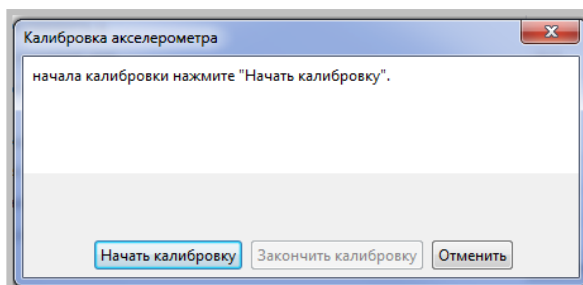 Калибровка акселерометра
начала калибровки нажмите "Начать калибровку".
Начать калибровку Закончить калибровку Отменить